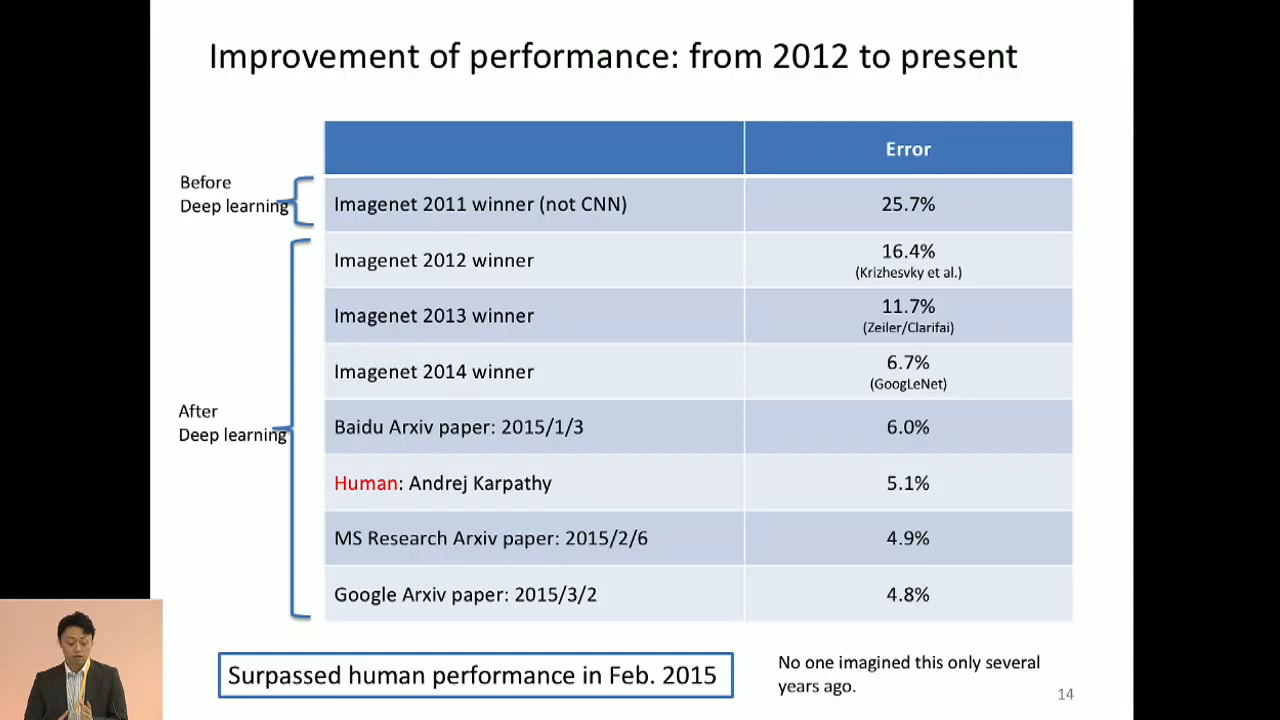 Improvement of performance: from 2012 to present
Error
Before
Deep learning
Imagenet 2011 winner (not CNN) 25.7%
Imagenet 2012 winner 16.4%
(Krizhesvky et al.)
Imagenet 2013 winner 11.7%
(Zeiler/Clarifai)
Imagenet 2014 winner 6.7%
(GoogLeNet)
After
Deep learning
Baidu Arxiv paper: 2015/1/3 6.0%
Human: Andrej Karpathy 5.1%
MS Research Arxiv paper: 2015/2/6 4.9%
Google Arxiv paper: 2015/3/2 4.8%
Surpassed human performance in Feb. 2015
No one imagined this only several
years ago.
14